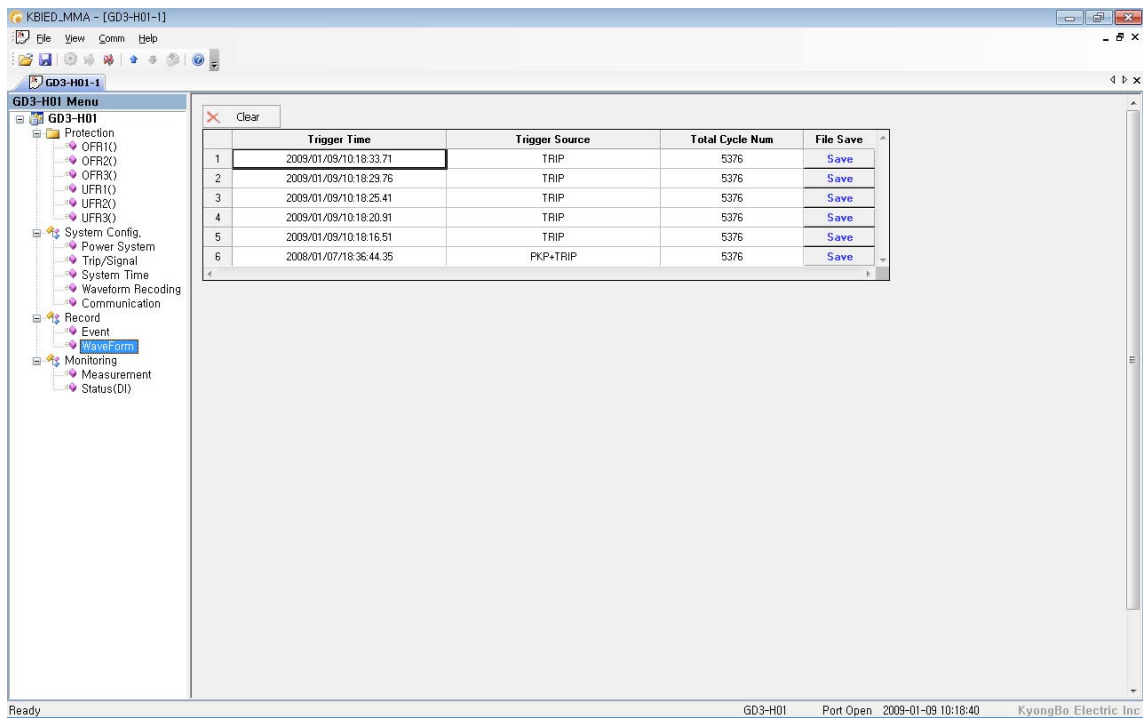 KBIED_MMA - [GD3-H01-1]
File View Comm Help
GD3-H01-1
GD3-H01 Menu
GD3-H01
Protection
OFR1()
OFR2()
OFR3()
UFR1()
UFR2()
UFR3()
System Config.
Power System
Trip/Signal
System Time
Waveform Recoding
Communication
Record
Event
WaveForm
Monitoring
Measurement
Status(DI)
Clear
Trigger Time Trigger Source Total Cycle Num File Save
1 2009/01/09/10:18:33.71 TRIP 5376 Save
2 2009/01/09/10:18:29.76 TRIP 5376 Save
3 2009/01/09/10:18:25.41 TRIP 5376 Save
4 2009/01/09/10:18:20.91 TRIP 5376 Save
5 2009/01/09/10:18:16.51 TRIP 5376 Save
6 2008/01/07/18:36:44.35 PKP+TRIP 5376 Save
Ready GD3-H01 Port Open 2009-01-09 10:18:40 KyongBo Electric Inc